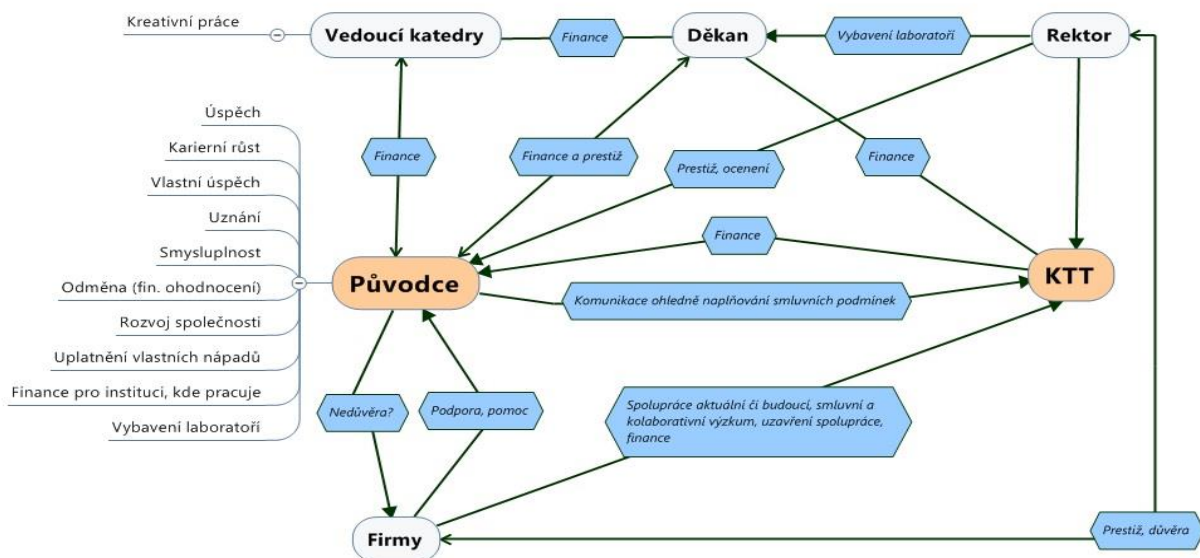 Kreativní práce
Vedoucí katedry
Finance
Děkan
Vybavení laboratoří
Rektor
Úspěch
Karierní růst
Vlastní úspěch
Uznání
Smysluplnost
Odměna (fin. ohodnocení)
Rozvoj společnosti
Uplatnění vlastních nápadů
Finance pro instituci, kde pracuje
Vybavení laboratoří
Finance
Finance a prestiž
Prestiž, ocenení
Finance
Finance
Původce
KTT
Komunikace ohledně naplňování smluvních podmínek
Nedůvěra?
Podpora, pomoc
Spolupráce aktuální či budoucí, smluvní a
kolaborativní výzkum, uzavření spolupráce,
finance
Firmy
Prestiž, důvěra